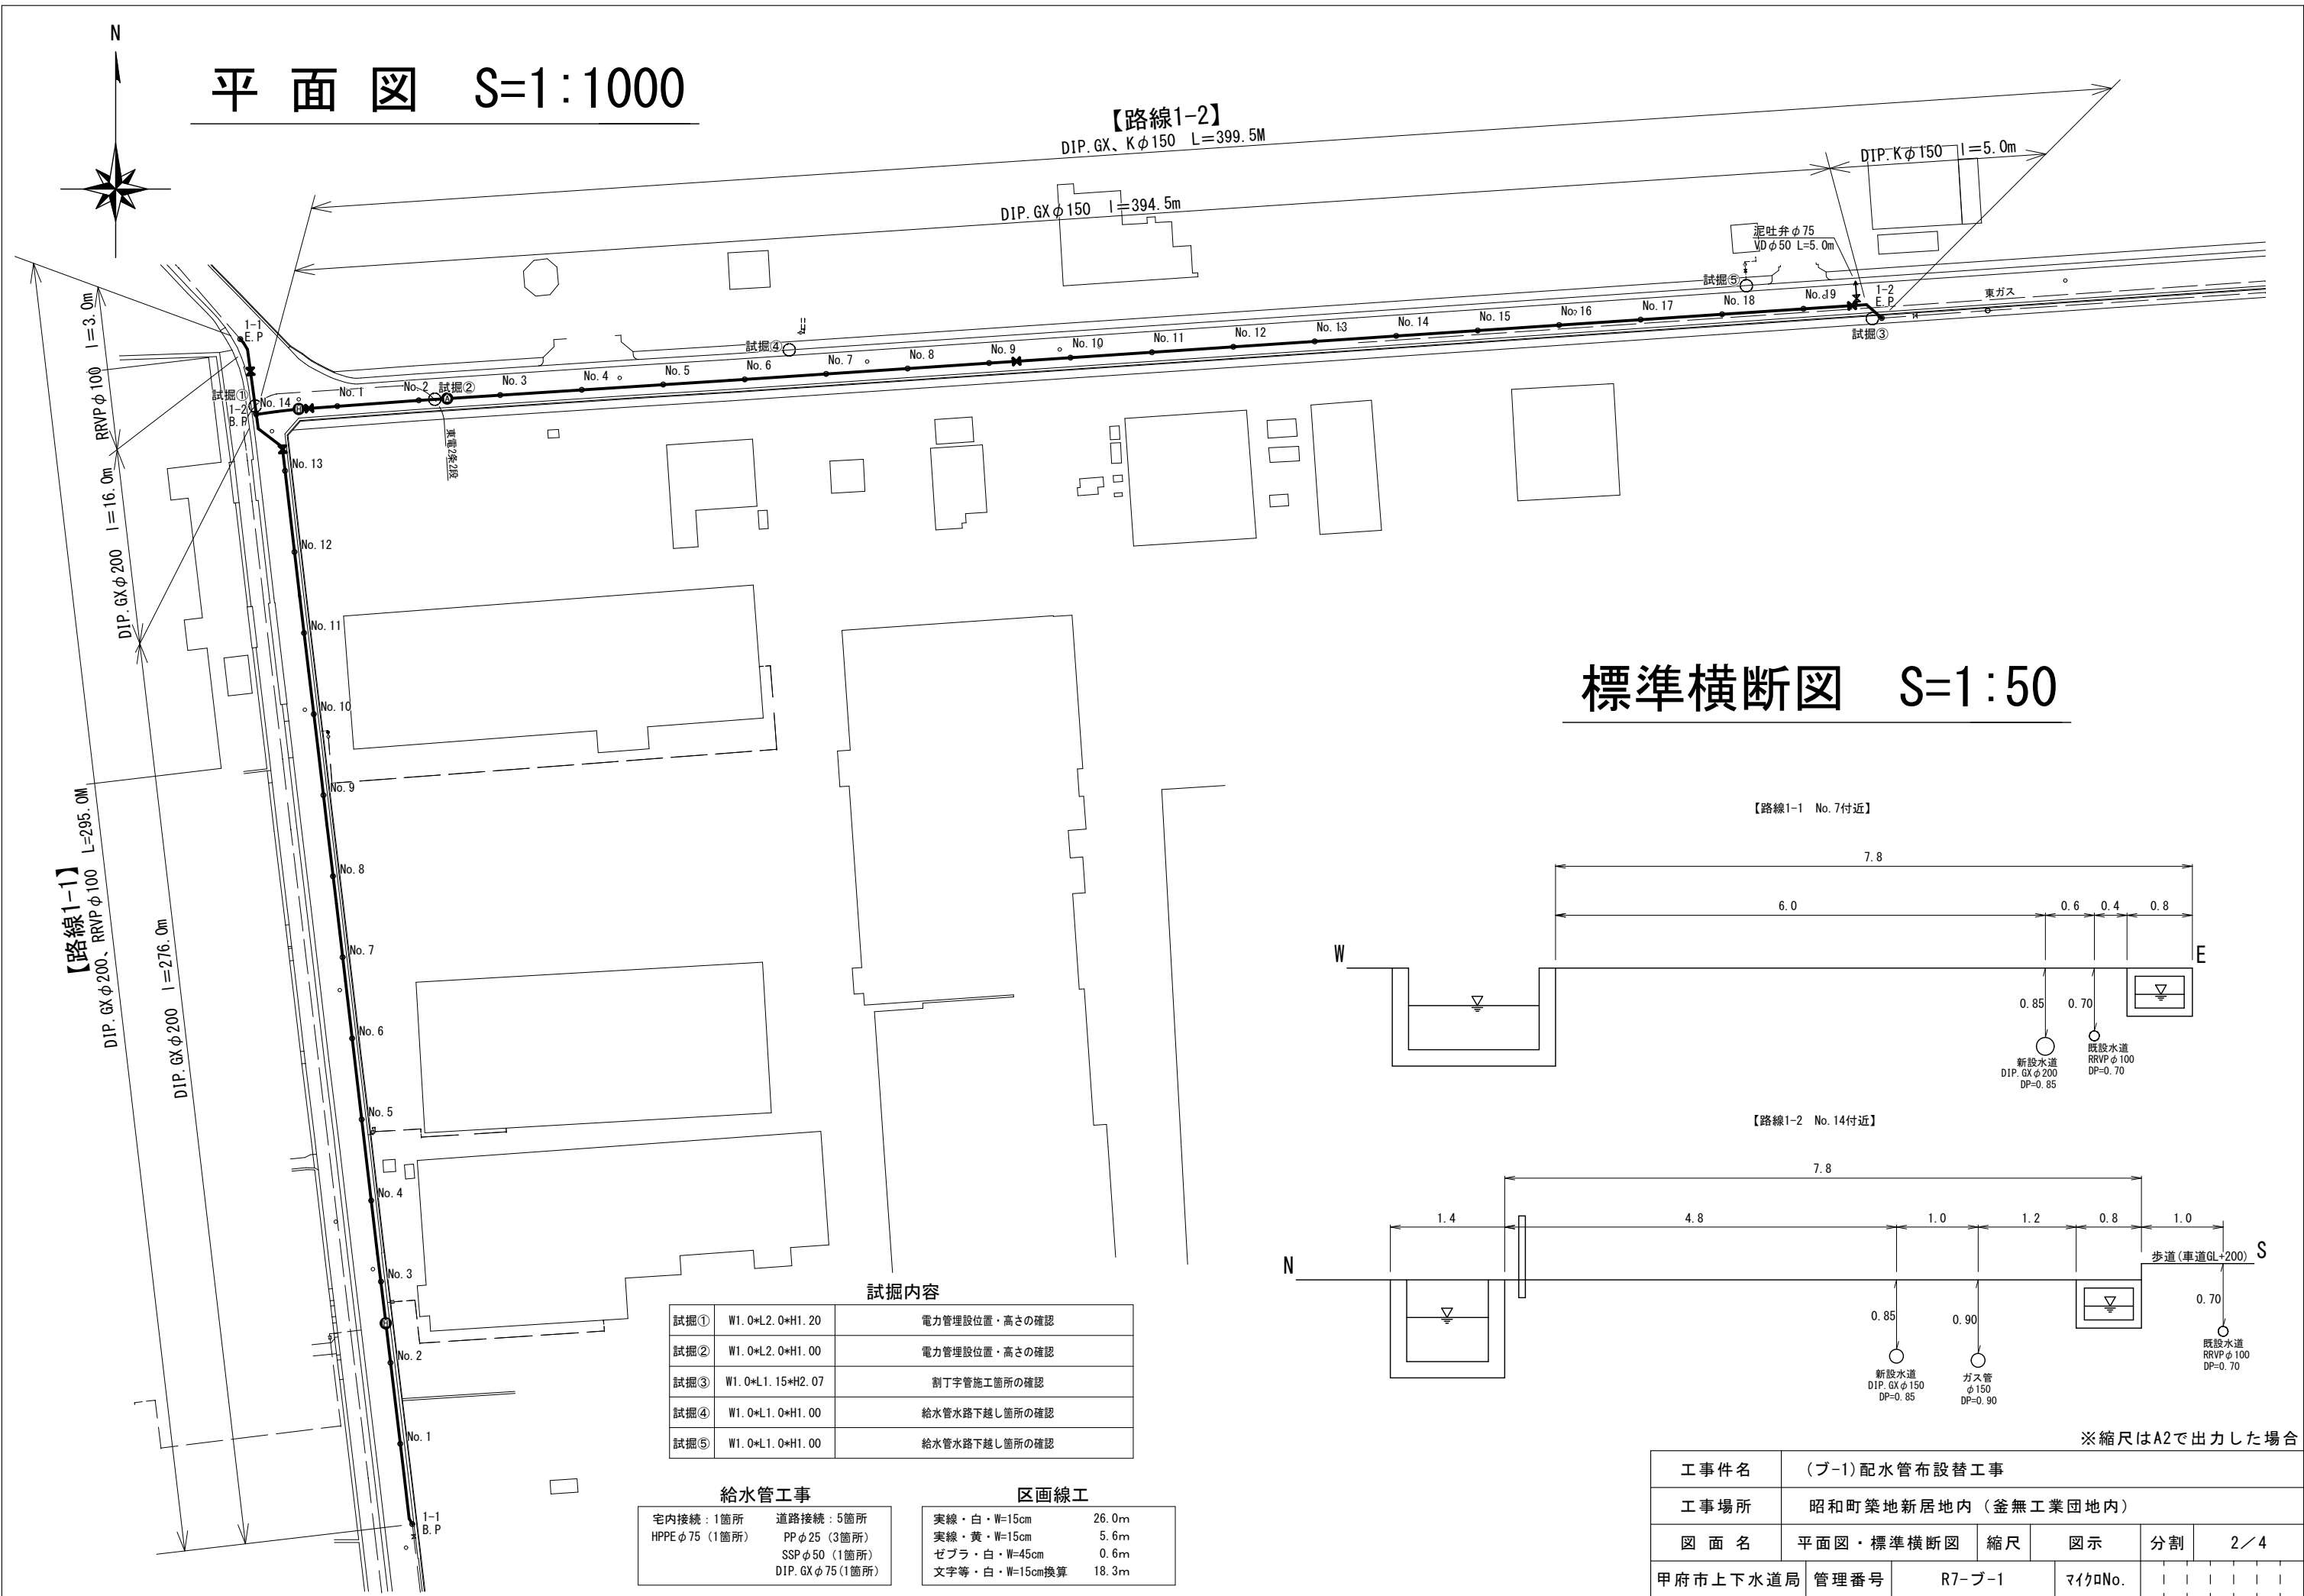 N
平 面 図 S=1:1000
【路線1-2】
DIP.GX、Kφ150 L=399.5M
DIP.Kφ150 l=5.0m
DIP.GXφ150 l=394.5m
泥吐弁φ75
VDφ50 L=5.0m
試掘⑤
1-2
E.P
東ガス
試掘③
試掘④
No.1
No.2
試掘②
No.3
No.4
No.5
No.6
No.7
No.8
No.9
No.10
No.11
No.12
No.13
No.14
No.15
No.16
No.17
No.18
No.19
東電2条2段
1-1
E.P
試掘①
1-2
B.P
No.14
H
A
No.13
No.12
No.11
No.10
No.9
No.8
No.7
No.6
No.5
No.4
No.3
H
No.2
No.1
1-1
B.P
RRVPφ100 l=3.0m
DIP.GXφ200 l=16.0m
DIP.GXφ200 l=276.0m
【路線1-1】
DIP.GXφ200、RRVPφ100 L=295.0M
標準横断図 S=1:50
【路線1-1 No.7付近】
7.8
6.0
0.6
0.4
0.8
W
E
0.85
0.70
新設水道
DIP.GXφ200
DP=0.85
既設水道
RRVPφ100
DP=0.70
【路線1-2 No.14付近】
7.8
1.4
4.8
1.0
1.2
0.8
1.0
N
歩道(車道GL+200)
S
0.85
0.90
0.70
新設水道
DIP.GXφ150
DP=0.85
ガス管
φ150
DP=0.90
既設水道
RRVPφ100
DP=0.70
試掘内容
試掘① W1.0*L2.0*H1.20 電力管埋設位置・高さの確認
試掘② W1.0*L2.0*H1.00 電力管埋設位置・高さの確認
試掘③ W1.0*L1.15*H2.07 割丁字管施工箇所の確認
試掘④ W1.0*L1.0*H1.00 給水管水路下越し箇所の確認
試掘⑤ W1.0*L1.0*H1.00 給水管水路下越し箇所の確認
給水管工事
宅内接続：1箇所 道路接続：5箇所
HPPEφ75（1箇所） PPφ25（3箇所）
SSPφ50（1箇所）
DIP.GXφ75(1箇所)
区画線工
実線・白・W=15cm 26.0m
実線・黄・W=15cm 5.6m
ゼブラ・白・W=45cm 0.6m
文字等・白・W=15cm換算 18.3m
※縮尺はA2で出力した場合
工事件名 (ブ-1)配水管布設替工事
工事場所 昭和町築地新居地内（釜無工業団地内）
図 面 名 平面図・標準横断図 縮尺 図示 分割 2／4
甲府市上下水道局 管理番号 R7-ブ-1 マイクロNo.